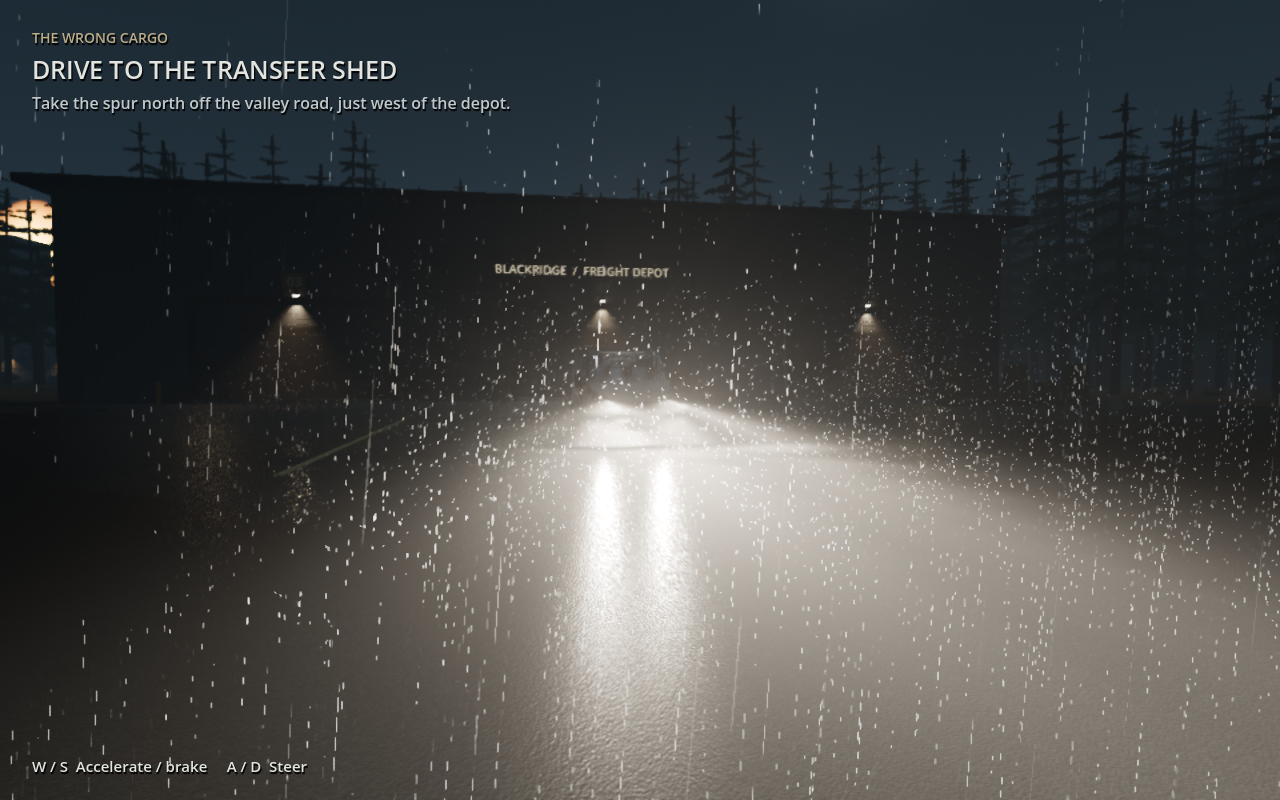 THE WRONG CARGO
DRIVE TO THE TRANSFER SHED
Take the spur north off the valley road, just west of the depot.
BLACKRIDGE / FREIGHT DEPOT
W / S Accelerate / brake A / D Steer